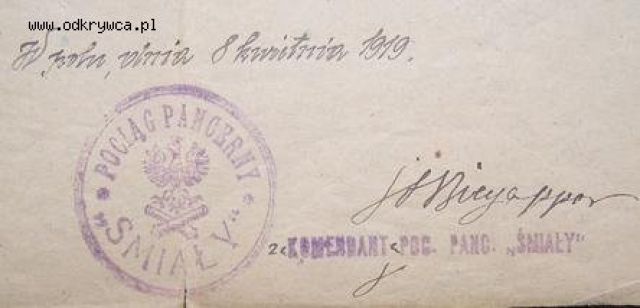 www.odkrywca.pl
W polu, dnia 8 kwietnia 1919.
* POCIĄG PANCERNY *
„ŚMIAŁY”
KOMENDANT POC. PANC. „ŚMIAŁY”